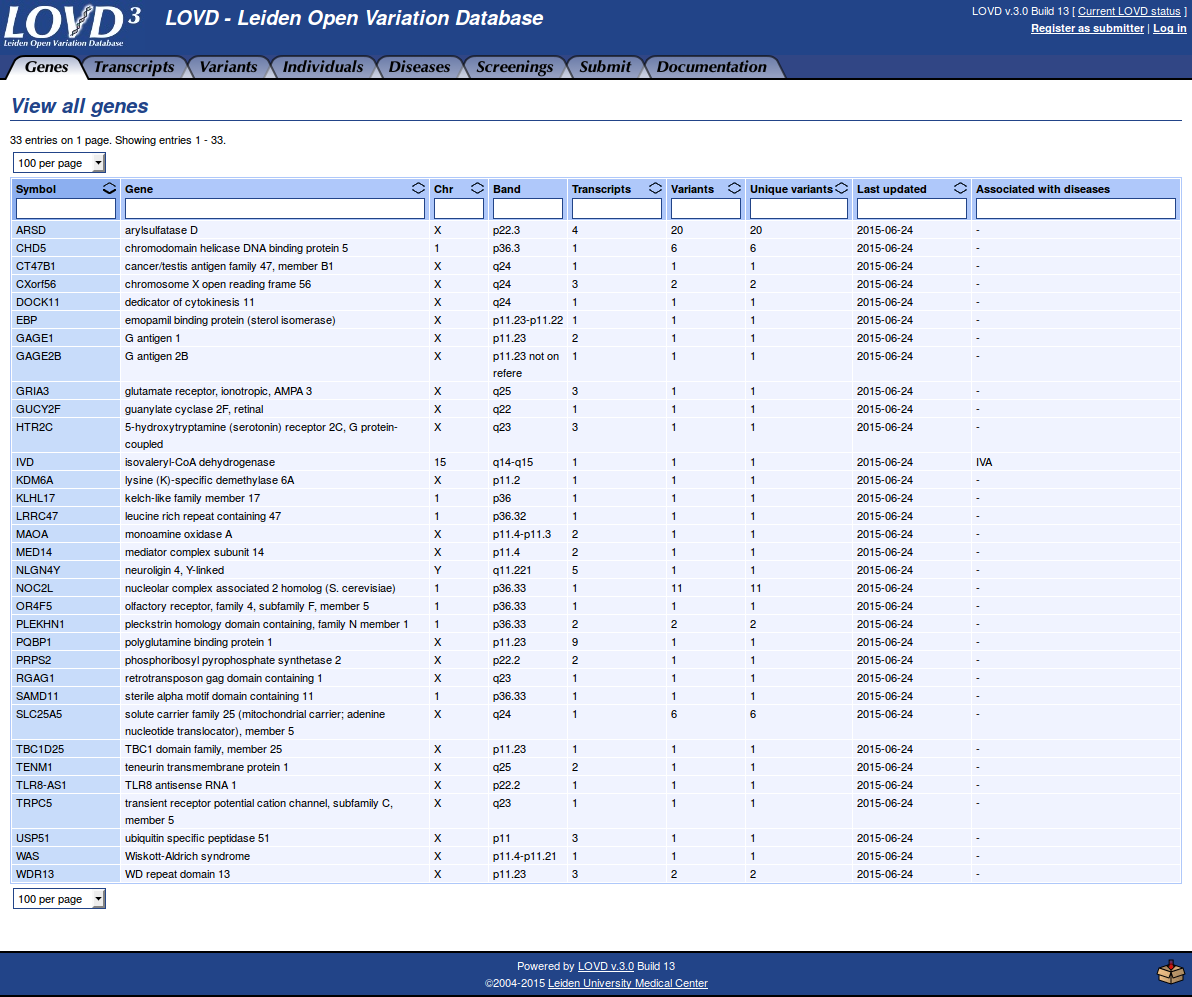 LOVD 3
Leiden Open Variation Database
LOVD - Leiden Open Variation Database
LOVD v.3.0 Build 13 [ Current LOVD status ]
Register as submitter | Log in
Genes Transcripts Variants Individuals Diseases Screenings Submit Documentation
View all genes
33 entries on 1 page. Showing entries 1 - 33.
100 per page
Symbol Gene Chr Band Transcripts Variants Unique variants Last updated Associated with diseases
ARSD arylsulfatase D X p22.3 4 20 20 2015-06-24 -
CHD5 chromodomain helicase DNA binding protein 5 1 p36.3 1 6 6 2015-06-24 -
CT47B1 cancer/testis antigen family 47, member B1 X q24 1 1 1 2015-06-24 -
CXorf56 chromosome X open reading frame 56 X q24 3 2 2 2015-06-24 -
DOCK11 dedicator of cytokinesis 11 X q24 1 1 1 2015-06-24 -
EBP emopamil binding protein (sterol isomerase) X p11.23-p11.22 1 1 1 2015-06-24 -
GAGE1 G antigen 1 X p11.23 2 1 1 2015-06-24 -
GAGE2B G antigen 2B X p11.23 not on 1 1 1 2015-06-24 -
refere
GRIA3 glutamate receptor, ionotropic, AMPA 3 X q25 3 1 1 2015-06-24 -
GUCY2F guanylate cyclase 2F, retinal X q22 1 1 1 2015-06-24 -
HTR2C 5-hydroxytryptamine (serotonin) receptor 2C, G protein- X q23 3 1 1 2015-06-24 -
coupled
IVD isovaleryl-CoA dehydrogenase 15 q14-q15 1 1 1 2015-06-24 IVA
KDM6A lysine (K)-specific demethylase 6A X p11.2 1 1 1 2015-06-24 -
KLHL17 kelch-like family member 17 1 p36 1 1 1 2015-06-24 -
LRRC47 leucine rich repeat containing 47 1 p36.32 1 1 1 2015-06-24 -
MAOA monoamine oxidase A X p11.4-p11.3 2 1 1 2015-06-24 -
MED14 mediator complex subunit 14 X p11.4 2 1 1 2015-06-24 -
NLGN4Y neuroligin 4, Y-linked Y q11.221 5 1 1 2015-06-24 -
NOC2L nucleolar complex associated 2 homolog (S. cerevisiae) 1 p36.33 1 11 11 2015-06-24 -
OR4F5 olfactory receptor, family 4, subfamily F, member 5 1 p36.33 1 1 1 2015-06-24 -
PLEKHN1 pleckstrin homology domain containing, family N member 1 1 p36.33 2 2 2 2015-06-24 -
PQBP1 polyglutamine binding protein 1 X p11.23 9 1 1 2015-06-24 -
PRPS2 phosphoribosyl pyrophosphate synthetase 2 X p22.2 2 1 1 2015-06-24 -
RGAG1 retrotransposon gag domain containing 1 X q23 1 1 1 2015-06-24 -
SAMD11 sterile alpha motif domain containing 11 1 p36.33 1 1 1 2015-06-24 -
SLC25A5 solute carrier family 25 (mitochondrial carrier; adenine X q24 1 6 6 2015-06-24 -
nucleotide translocator), member 5
TBC1D25 TBC1 domain family, member 25 X p11.23 1 1 1 2015-06-24 -
TENM1 teneurin transmembrane protein 1 X q25 2 1 1 2015-06-24 -
TLR8-AS1 TLR8 antisense RNA 1 X p22.2 1 1 1 2015-06-24 -
TRPC5 transient receptor potential cation channel, subfamily C, X q23 1 1 1 2015-06-24 -
member 5
USP51 ubiquitin specific peptidase 51 X p11 3 1 1 2015-06-24 -
WAS Wiskott-Aldrich syndrome X p11.4-p11.21 1 1 1 2015-06-24 -
WDR13 WD repeat domain 13 X p11.23 3 2 2 2015-06-24 -
100 per page
Powered by LOVD v.3.0 Build 13
©2004-2015 Leiden University Medical Center